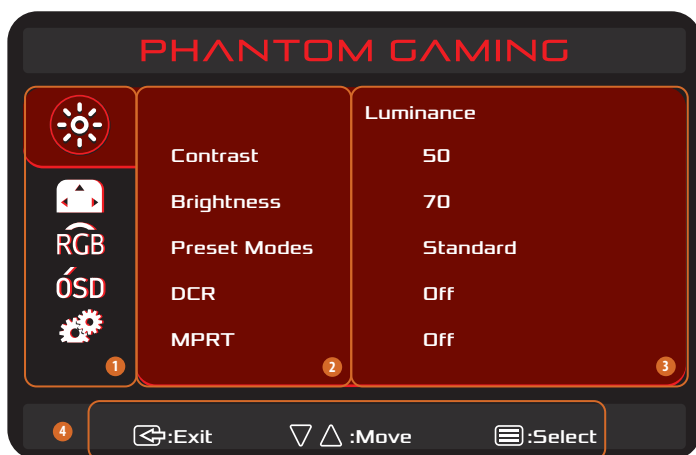 PHANTOM GAMING
Luminance
Contrast 50
Brightness 70
RGB
Preset Modes Standard
OSD
DCR Off
MPRT Off
1 2 3
4 :Exit :Move :Select